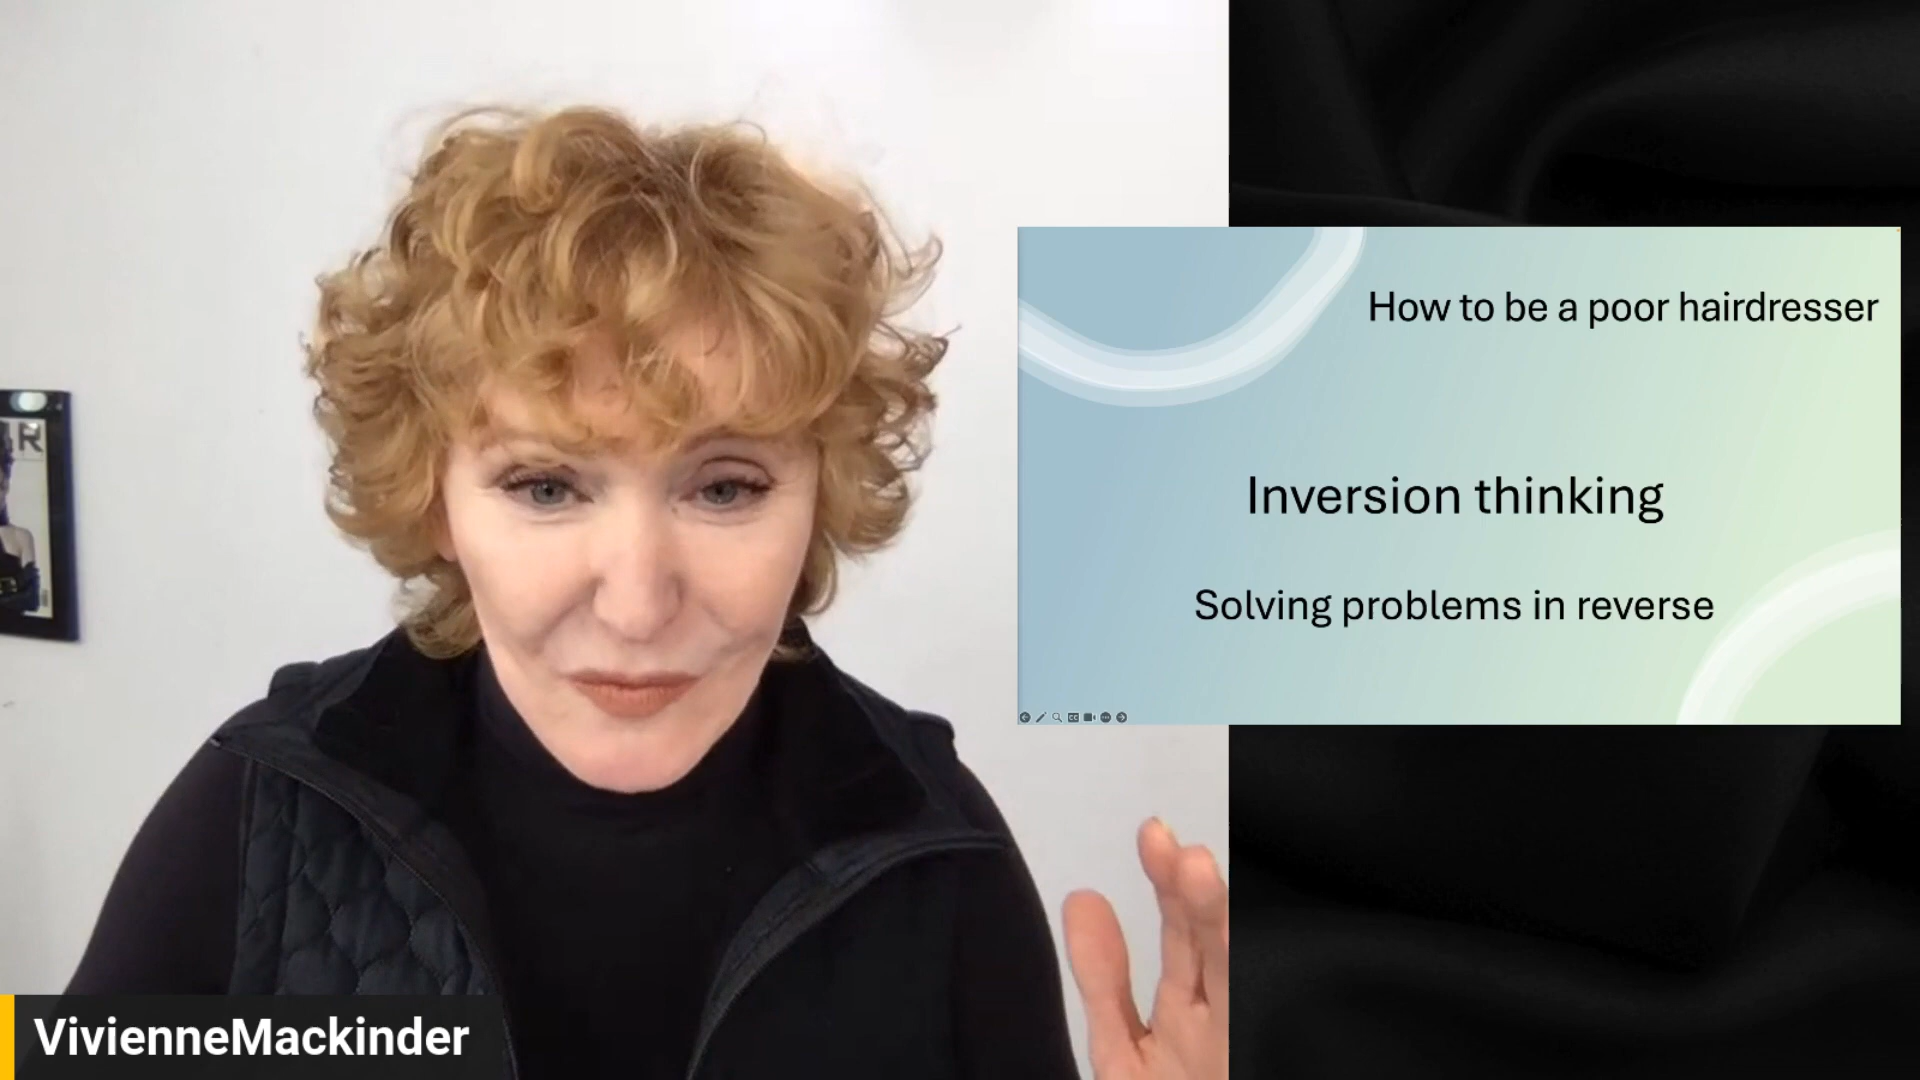 R
How to be a poor hairdresser
Inversion thinking
Solving problems in reverse
VivienneMackinder